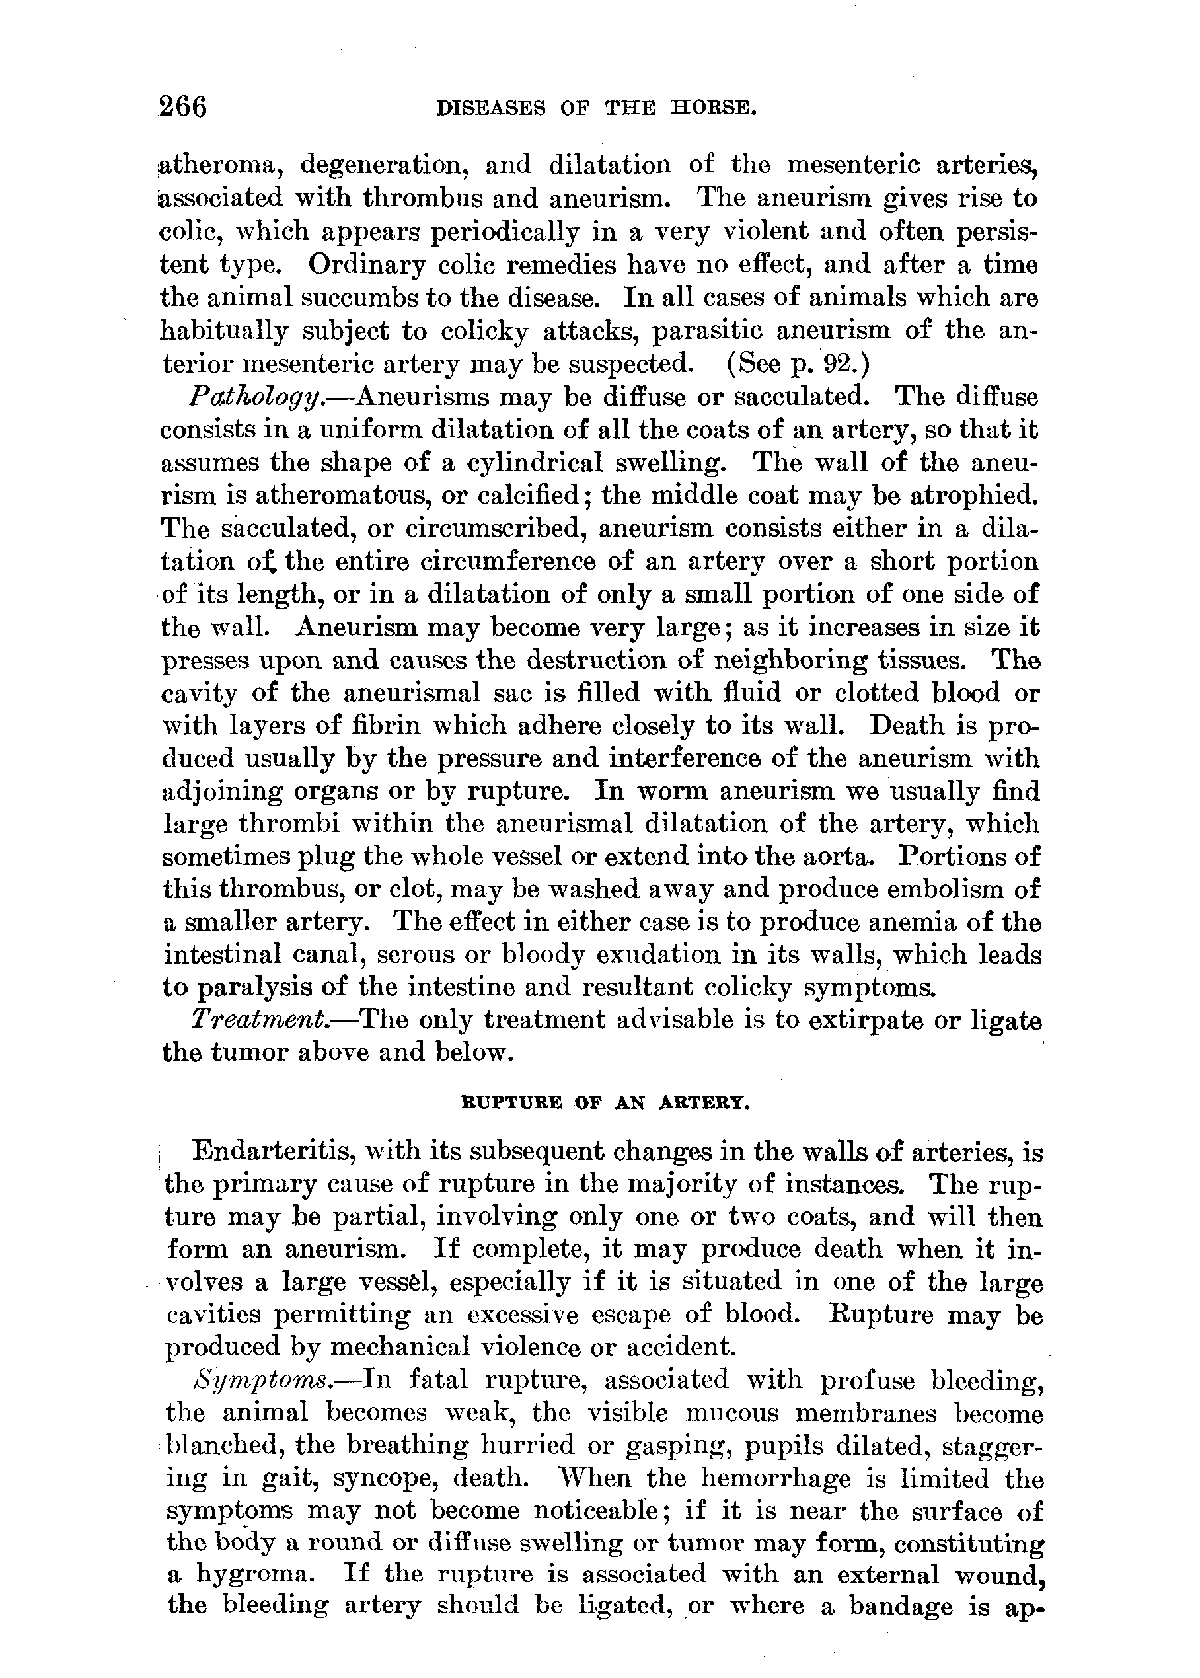 266 DISEASES OF THE HORSE.
atheroma, degeneration, and dilatation of the mesenteric arteries,
associated with thrombus and aneurism. The aneurism gives rise to
colic, which appears periodically in a very violent and often persis-
tent type. Ordinary colic remedies have no effect, and after a time
the animal succumbs to the disease. In all cases of animals which are
habitually subject to colicky attacks, parasitic aneurism of the an-
terior mesenteric artery may be suspected. (See p. 92.)
Pathology.—Aneurisms may be diffuse or sacculated. The diffuse
consists in a uniform dilatation of all the coats of an artery, so that it
assumes the shape of a cylindrical swelling. The wall of the aneu-
rism is atheromatous, or calcified; the middle coat may be atrophied.
The sacculated, or circumscribed, aneurism consists either in a dila-
tation of the entire circumference of an artery over a short portion
of its length, or in a dilatation of only a small portion of one side of
the wall. Aneurism may become very large; as it increases in size it
presses upon and causes the destruction of neighboring tissues. The
cavity of the aneurismal sac is filled with fluid or clotted blood or
with layers of fibrin which adhere closely to its wall. Death is pro-
duced usually by the pressure and interference of the aneurism with
adjoining organs or by rupture. In worm aneurism we usually find
large thrombi within the aneurismal dilatation of the artery, which
sometimes plug the whole vessel or extend into the aorta. Portions of
this thrombus, or clot, may be washed away and produce embolism of
a smaller artery. The effect in either case is to produce anemia of the
intestinal canal, serous or bloody exudation in its walls, which leads
to paralysis of the intestine and resultant colicky symptoms.
Treatment.—The only treatment advisable is to extirpate or ligate
the tumor above and below.
RUPTURE OF AN ARTERY.
Endarteritis, with its subsequent changes in the walls of arteries, is
the primary cause of rupture in the majority of instances. The rup-
ture may be partial, involving only one or two coats, and will then
form an aneurism. If complete, it may produce death when it in-
volves a large vessel, especially if it is situated in one of the large
cavities permitting an excessive escape of blood. Rupture may be
produced by mechanical violence or accident.
Symptoms.—In fatal rupture, associated with profuse bleeding,
the animal becomes weak, the visible mucous membranes become
blanched, the breathing hurried or gasping, pupils dilated, stagger-
ing in gait, syncope, death. When the hemorrhage is limited the
symptoms may not become noticeable; if it is near the surface of
the body a round or diffuse swelling or tumor may form, constituting
a hygroma. If the rupture is associated with an external wound,
the bleeding artery should be ligated, or where a bandage is ap-